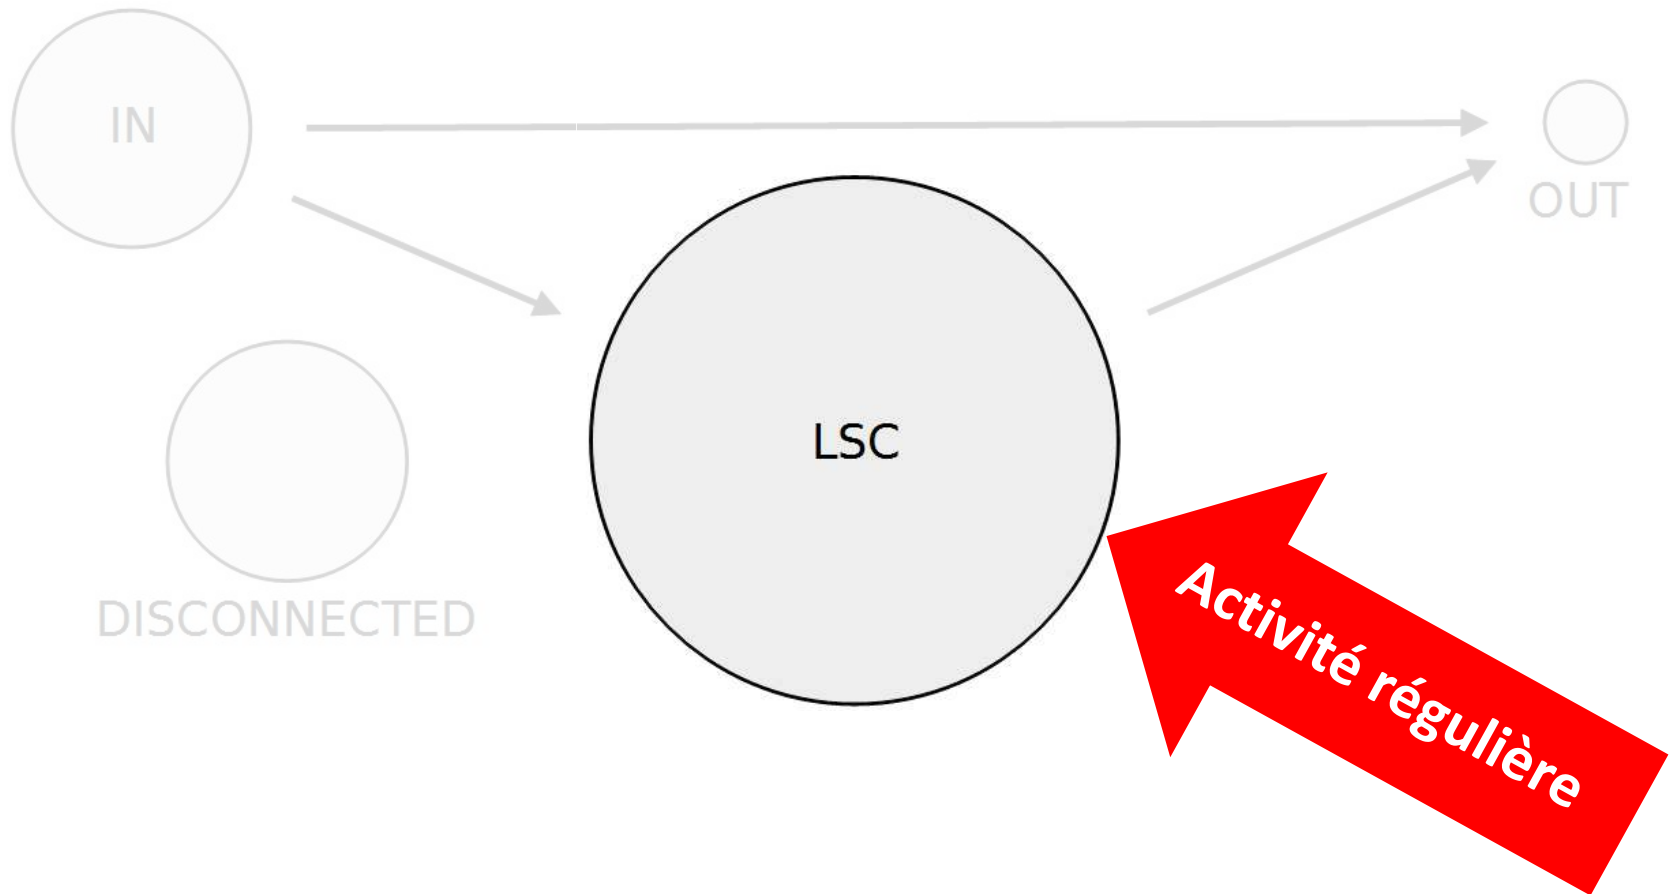 IN
OUT
LSC
DISCONNECTED
Activité régulière